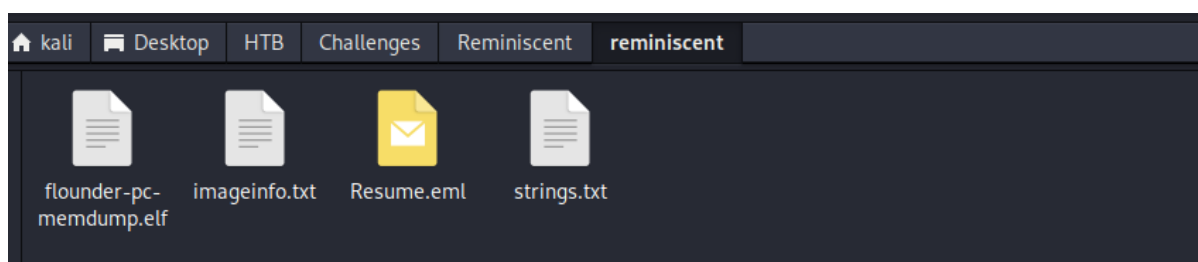 kali Desktop HTB Challenges Reminiscent reminiscent
flounder-pc- imageinfo.txt Resume.eml strings.txt
memdump.elf